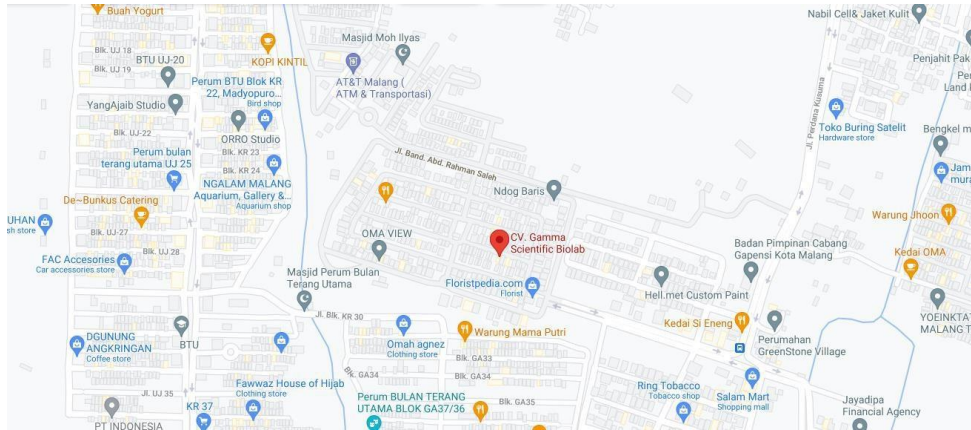 Buah Yogurt
Blk. UJ 18
BTU UJ-20
Blk. UJ 19
KOPI KINTIL
Perum BTU Blok KR
22, Madyopuro...
Bird shop
YangAjaib Studio
Blk. UJ-22
ORRO Studio
Blk. KR 23
Perum bulan
terang utama UJ 25
Blk. KR 24
NGALAM MALANG
Aquarium, Gallery &...
Aquarium shop
De~Bunkus Catering
UHAN
sh store
Blk. UJ-27
Blk. UJ 28
FAC Accesories
Car accessories store
Masjid Moh Ilyas
AT&T Malang (
ATM & Transportasi)
Jl. Band. Abd. Rahman Saleh
Ndog Baris
OMA VIEW
CV. Gamma
Scientific Biolab
Masjid Perum Bulan
Terang Utama
Floristpedia.com
Florist
Jl. Blk. KR 30
Warung Mama Putri
Omah agnez
Clothing store
Blk. GA33
Blk. GA34
Blk. GA34
Blk. GA35
BTU
DGUNUNG
ANGKRINGAN
Coffee store
Jl. UJ 35
Fawwaz House of Hijab
Clothing store
KR 37
PT INDONESIA
Perum BULAN TERANG
UTAMA BLOK GA37/36
Nabil Cell& Jaket Kulit
Penjahit Pak
Per
Land
Jl. Perdana Kusuma
Toko Buring Satelit
Hardware store
Bengkel m
Jam
mura
Warung Jhoon
Kedai OMA
Badan Pimpinan Cabang
Gapensi Kota Malang
Hell.met Custom Paint
Kedai Si Eneng
Perumahan
GreenStone Village
YOEINKTAT
MALANG T
Ring Tobacco
Tobacco shop
Salam Mart
Shopping mall
Jayadipa
Financial Agency